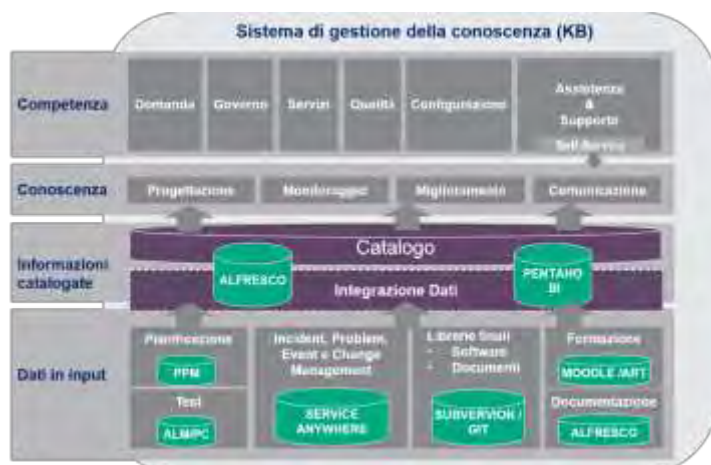 Sistema di gestione della conoscenza (KB)
Competenza
Domanda
Governo
Servizi
Qualità
Configurazione
Assistenza
&
Supporto
Self Service
Conoscenza
Progettazione
Monitoraggio
Miglioramento
Comunicazione
Informazioni
catalogate
Catalogo
ALFRESCO
PENTAHO
BI
Integrazione Dati
Dati in input
Pianificazione
PPM
Test
ALM/PC
Incident, Problem,
Event e Change
Management
SERVICE
ANYWHERE
Librerie
- Software
- Documenti
SUBVERVION /
GIT
Formazione
MOODLE /ART
Documentazione
ALFRESCO